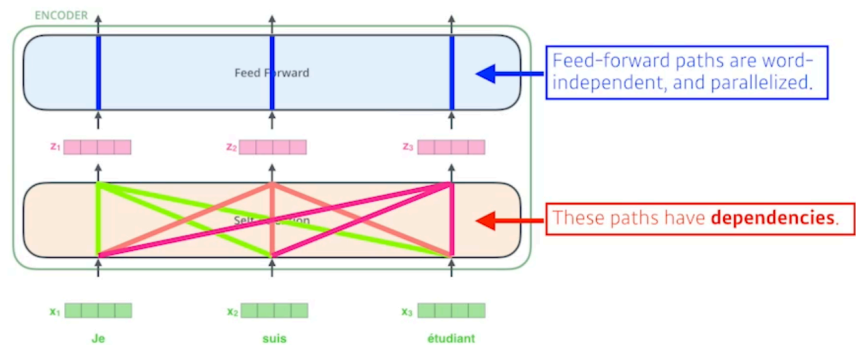 ENCODER
Feed Forward
Feed-forward paths are word-
independent, and parallelized.
z1
z2
z3
These paths have dependencies.
x1
x2
x3
Je
suis
étudiant